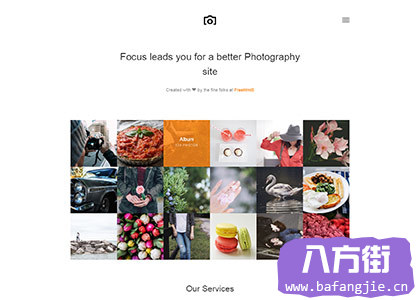 Focus leads you for a better Photography
site
Created with ❤ by the fine folks at FreeHTML5
Album
Our Services
八方街
www.bafangjie.cn